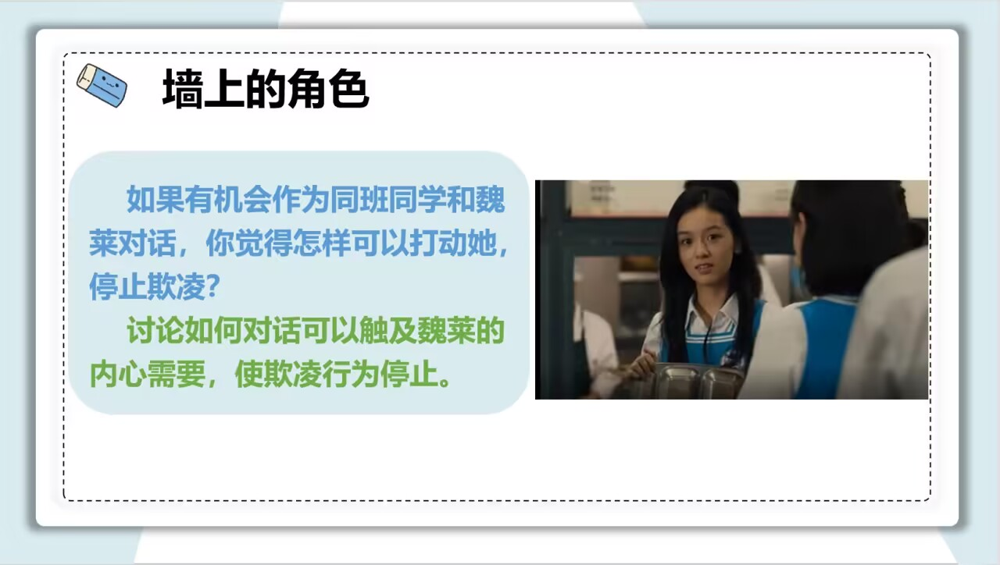 墙上的角色
如果有机会作为同班同学和魏
莱对话，你觉得怎样可以打动她，
停止欺凌？
讨论如何对话可以触及魏莱的
内心需要，使欺凌行为停止。